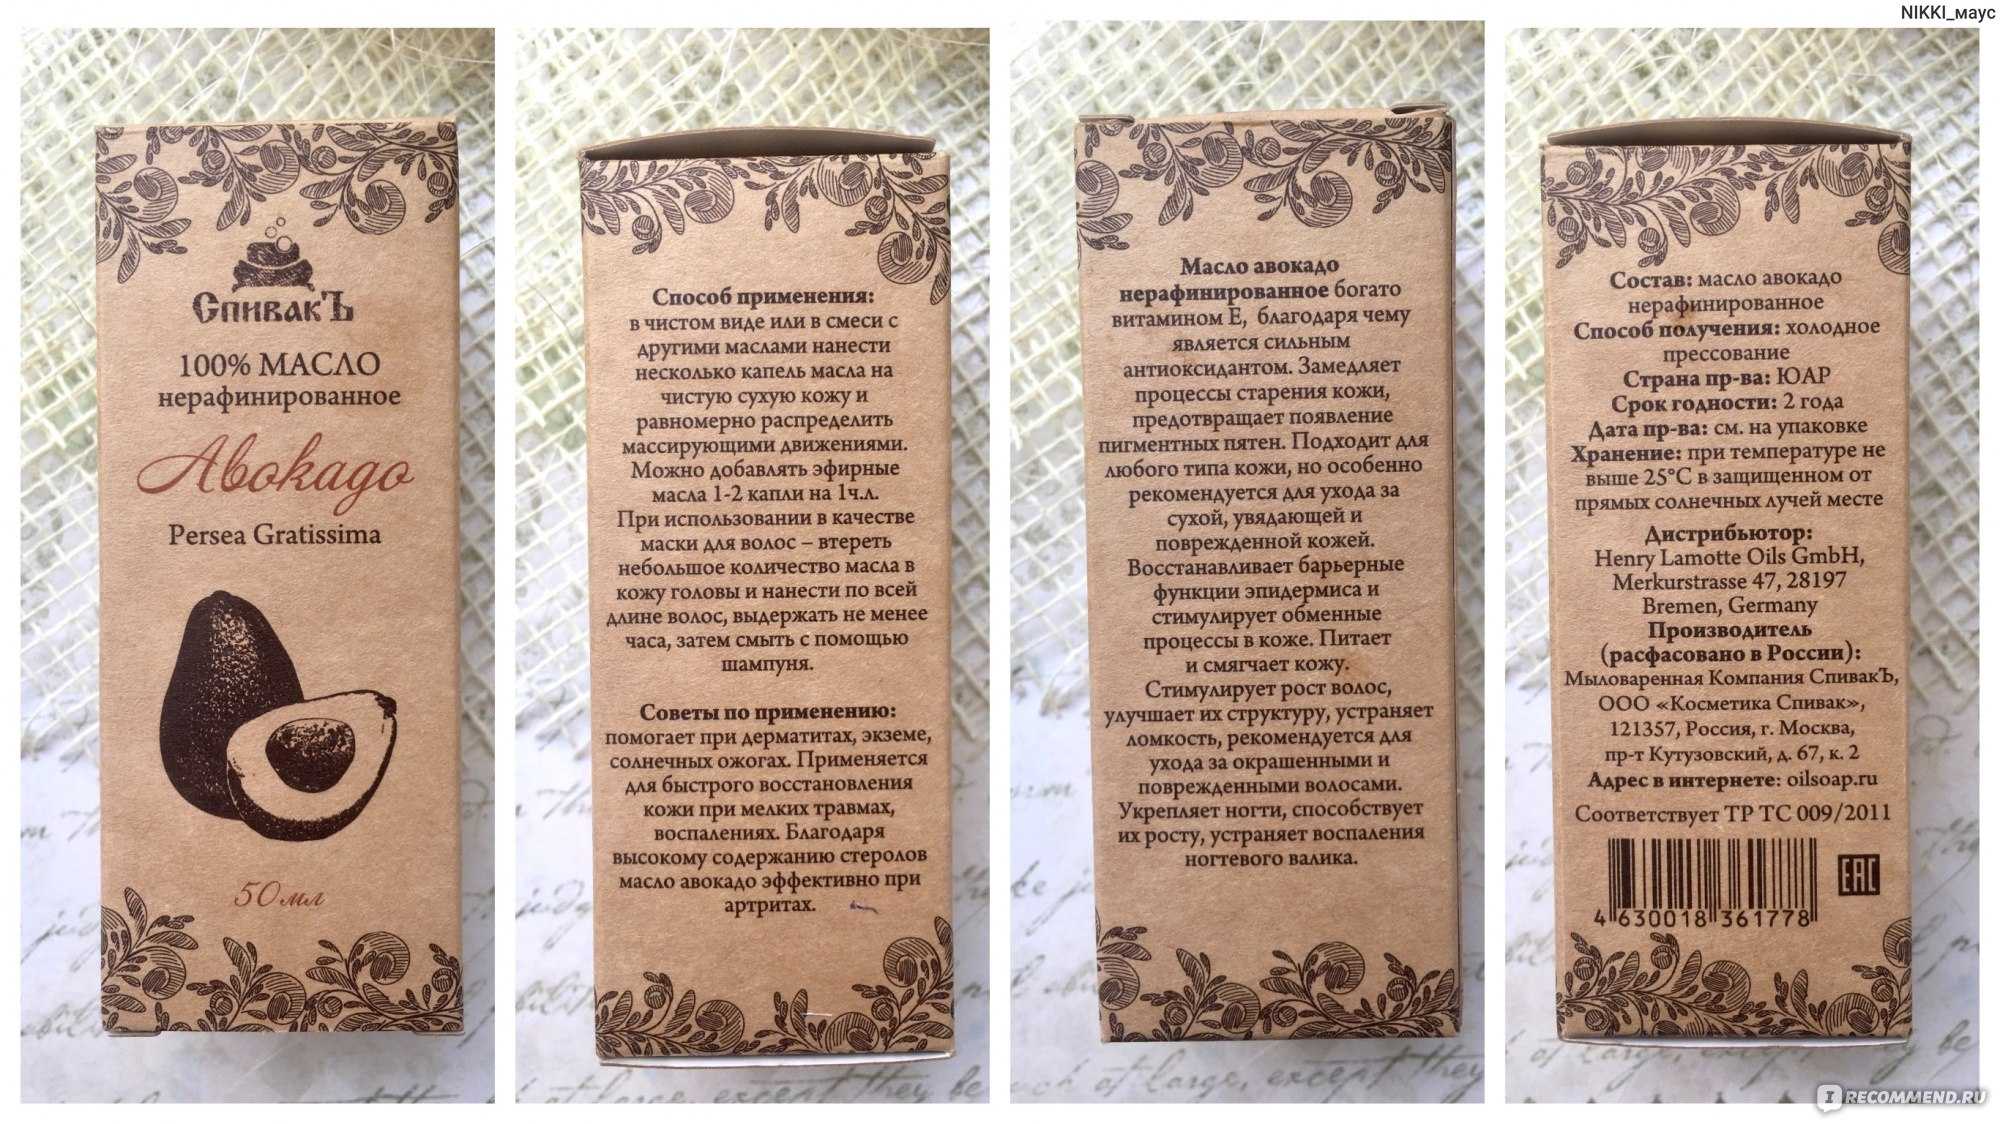 NIKKI_маус
СпивакЪ
100% МАСЛО
нерафинированное
Авокадо
Persea Gratissima
50 мл
Способ применения:
в чистом виде или в смеси с
другими маслами нанести
несколько капель масла на
чистую сухую кожу и
равномерно распределить
массирующими движениями.
Можно добавлять эфирные
масла 1-2 капли на 1ч.л.
При использовании в качестве
маски для волос – втереть
небольшое количество масла в
кожу головы и нанести по всей
длине волос, выдержать не менее
часа, затем смыть с помощью
шампуня.
Советы по применению:
помогает при дерматитах, экземе,
солнечных ожогах. Применяется
для быстрого восстановления
кожи при мелких травмах,
воспалениях. Благодаря
высокому содержанию стеролов
масло авокадо эффективно при
артритах.
Масло авокадо
нерафинированное богато
витамином Е, благодаря чему
является сильным
антиоксидантом. Замедляет
процессы старения кожи,
предотвращает появление
пигментных пятен. Подходит для
любого типа кожи, но особенно
рекомендуется для ухода за
сухой, увядающей и
поврежденной кожей.
Восстанавливает барьерные
функции эпидермиса и
стимулирует обменные
процессы в коже. Питает
и смягчает кожу.
Стимулирует рост волос,
улучшает их структуру, устраняет
ломкость, рекомендуется для
ухода за окрашенными и
поврежденными волосами.
Укрепляет ногти, способствует
их росту, устраняет воспаления
ногтевого валика.
Состав: масло авокадо
нерафинированное
Способ получения: холодное
прессование
Страна пр-ва: ЮАР
Срок годности: 2 года
Дата пр-ва: см. на упаковке
Хранение: при температуре не
выше 25°С в защищенном от
прямых солнечных лучей месте
Дистрибьютор:
Henry Lamotte Oils GmbH,
Merkurstrasse 47, 28197
Bremen, Germany
Производитель
(расфасовано в России):
Мыловаренная Компания СпивакЪ,
ООО «Косметика Спивак»,
121357, Россия, г. Москва,
пр-т Кутузовский, д. 67, к. 2
Адрес в интернете: oilsoap.ru
Соответствует ТР ТС 009/2011
4 630018 361778
EAC
IRECOMMEND.RU